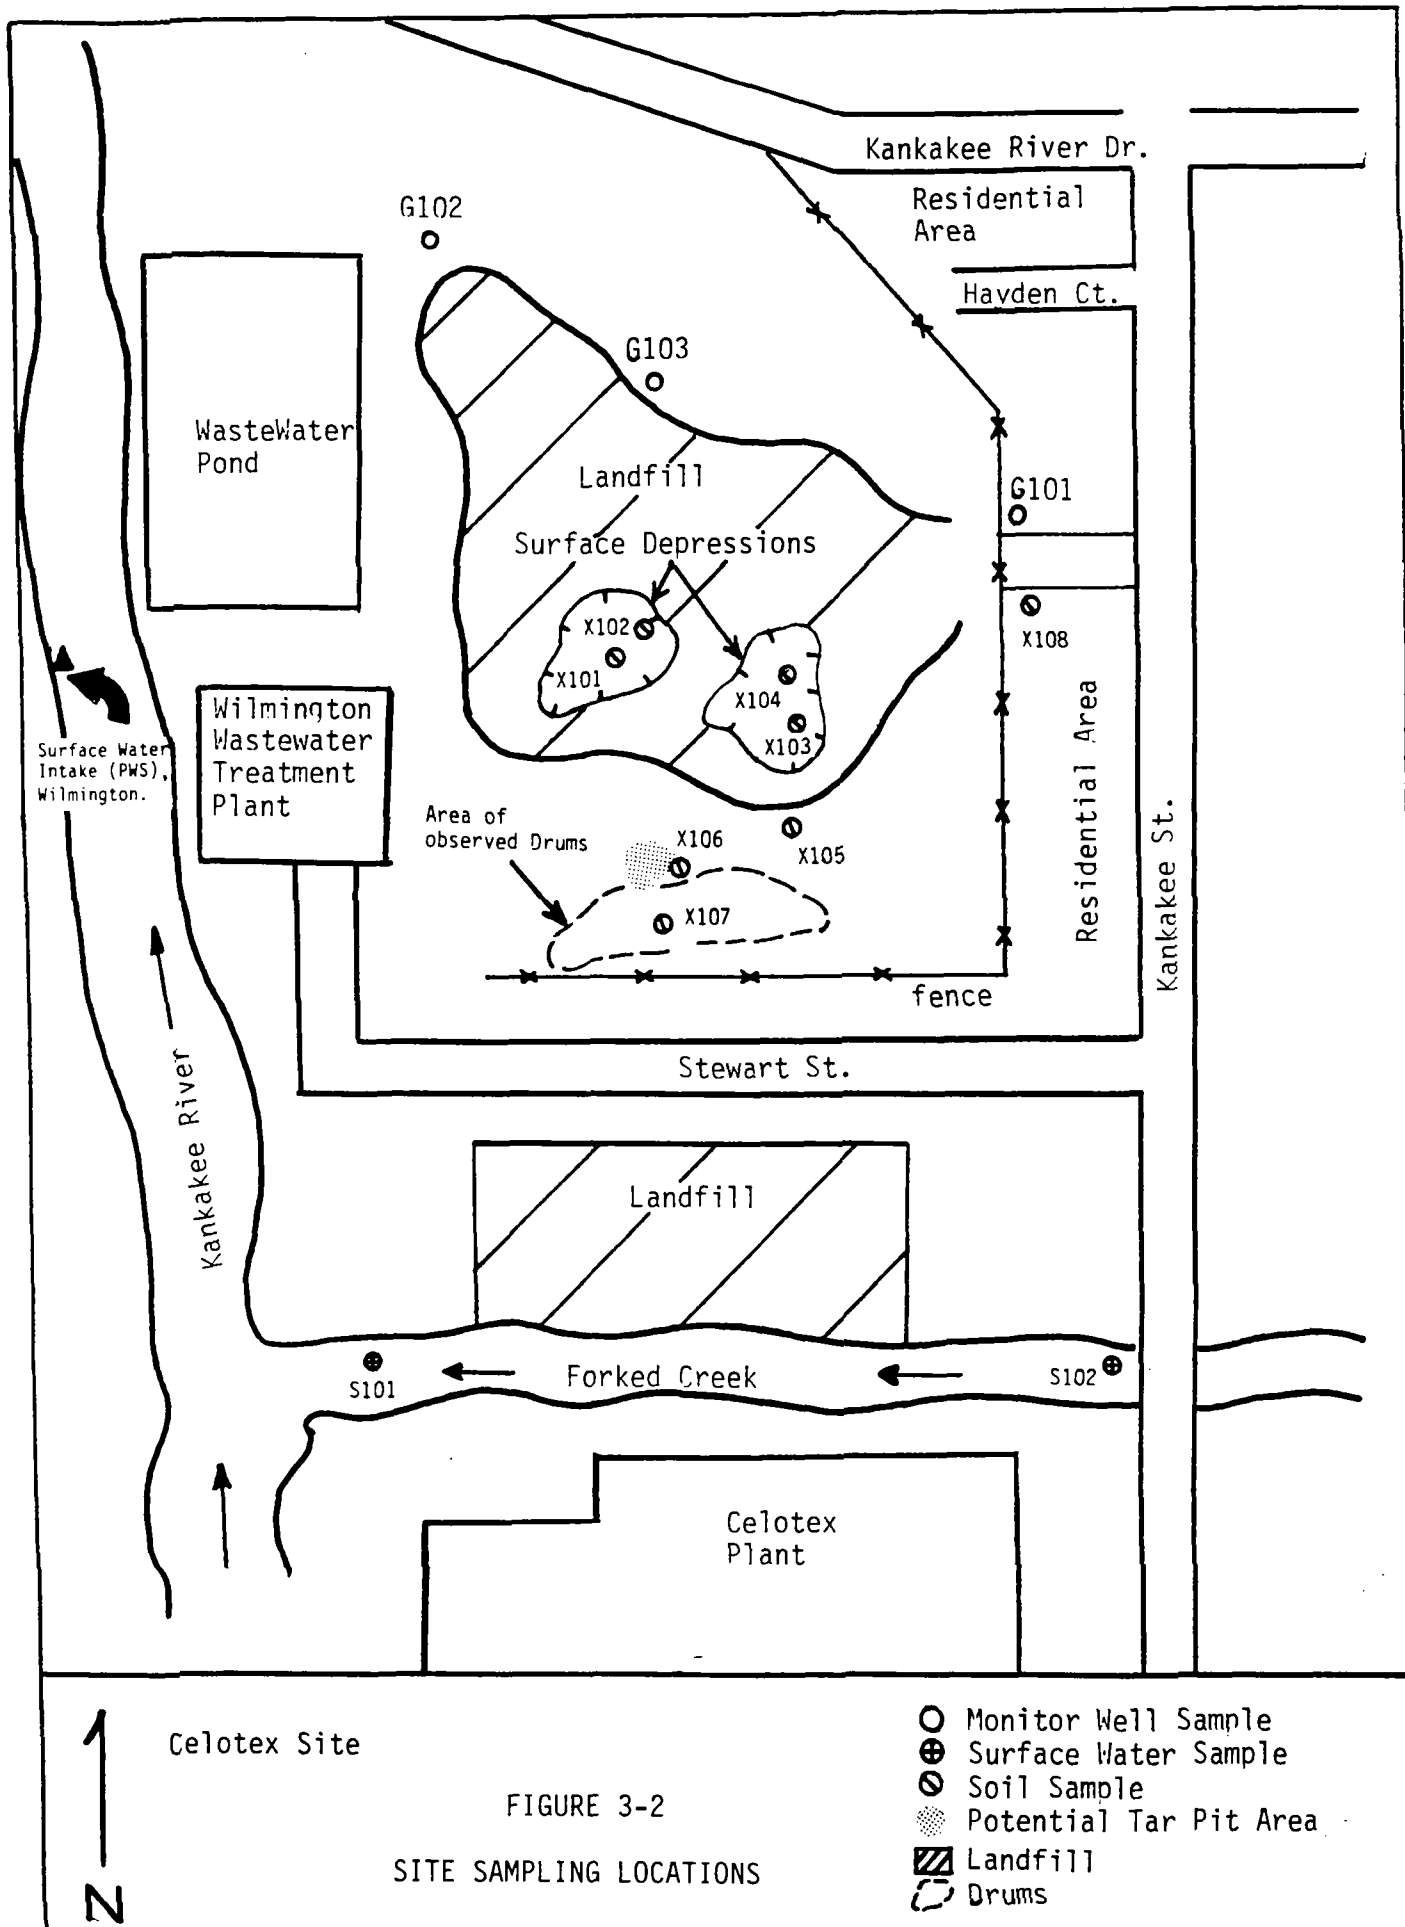 Kankakee River Dr.
Residential
Area
G102
Hayden Ct.
G103
WasteWater
Pond
Landfill
G101
Surface Depressions
X102
X101
X108
X104
X103
Wilmington
Wastewater
Treatment
Plant
Surface Water
Intake (PWS),
Wilmington.
Residential Area
Kankakee St.
Area of
observed Drums
X106
X105
X107
fence
Stewart St.
Kankakee River
Landfill
S101
Forked Creek
S102
Celotex
Plant
Celotex Site
N
FIGURE 3-2
SITE SAMPLING LOCATIONS
Monitor Well Sample
Surface Water Sample
Soil Sample
Potential Tar Pit Area
Landfill
Drums